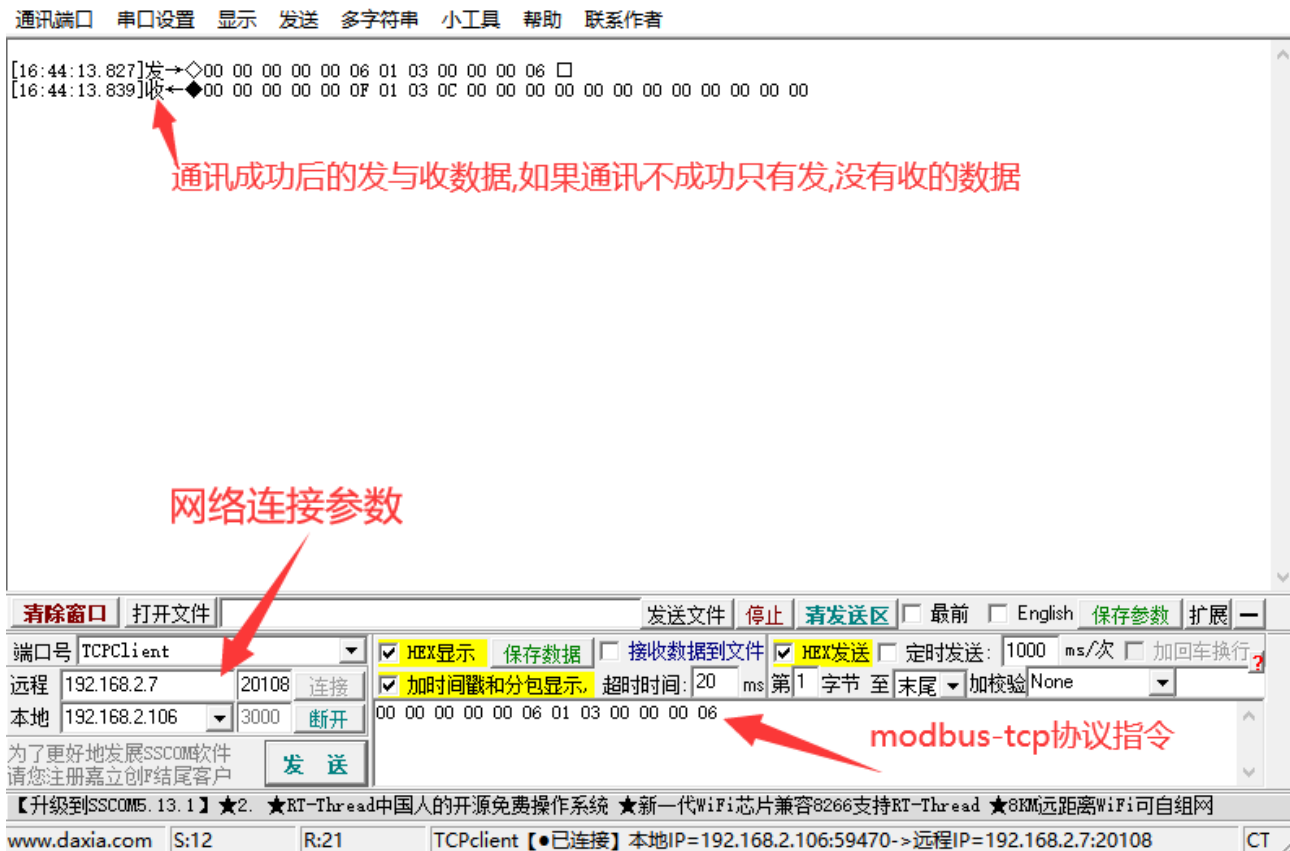 通讯端口 串口设置 显示 发送 多字符串 小工具 帮助 联系作者
[16:44:13.827]发→◇00 00 00 00 00 06 01 03 00 00 00 06 □
[16:44:13.839]收←◆00 00 00 00 00 0F 01 03 0C 00 00 00 00 00 00 00 00 00 00 00 00
通讯成功后的发与收数据,如果通讯不成功只有发,没有收的数据
网络连接参数
清除窗口 打开文件 发送文件 停止 清发送区 最前 English 保存参数 扩展 —
端口号 TCPClient HEX显示 保存数据 接收数据到文件 HEX发送 定时发送: 1000 ms/次 加回车换行
远程 192.168.2.7 20108 连接 加时间戳和分包显示, 超时时间: 20 ms 第1 字节 至 末尾 加校验 None ?
本地 192.168.2.106 3000 断开 00 00 00 00 00 06 01 03 00 00 00 06
modbus-tcp协议指令
为了更好地发展SSCOM软件
请您注册嘉立创F结尾客户
发 送
【升级到SSCOM5.13.1】★2. ★RT-Thread中国人的开源免费操作系统 ★新一代WiFi芯片兼容8266支持RT-Thread ★8KM远距离WiFi可自组网
www.daxia.com S:12 R:21 TCPclient【●已连接】本地IP=192.168.2.106:59470->远程IP=192.168.2.7:20108 CT